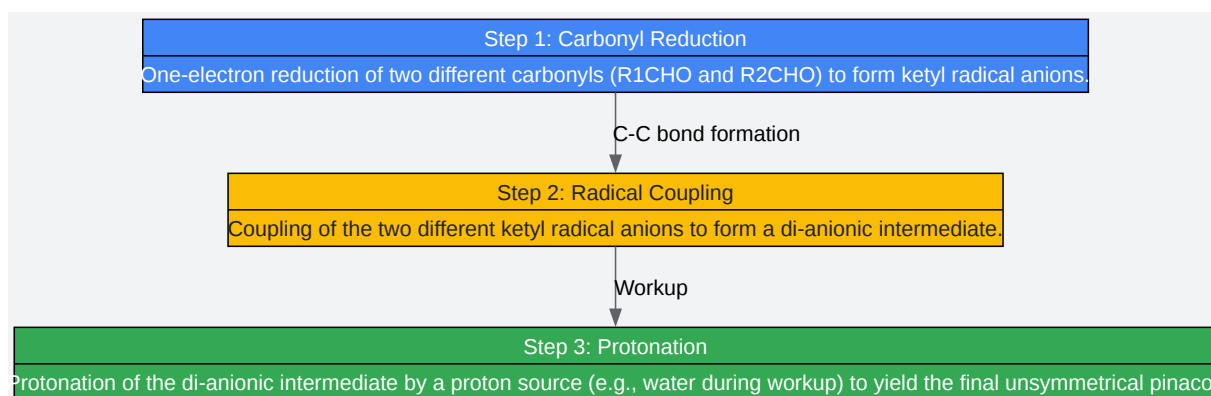 Step 1: Carbonyl Reduction
One-electron reduction of two different carbonyls (R1CHO and R2CHO) to form ketyl radical anions.
C-C bond formation
Step 2: Radical Coupling
Coupling of the two different ketyl radical anions to form a di-anionic intermediate.
Workup
Step 3: Protonation
Protonation of the di-anionic intermediate by a proton source (e.g., water during workup) to yield the final unsymmetrical pinaco